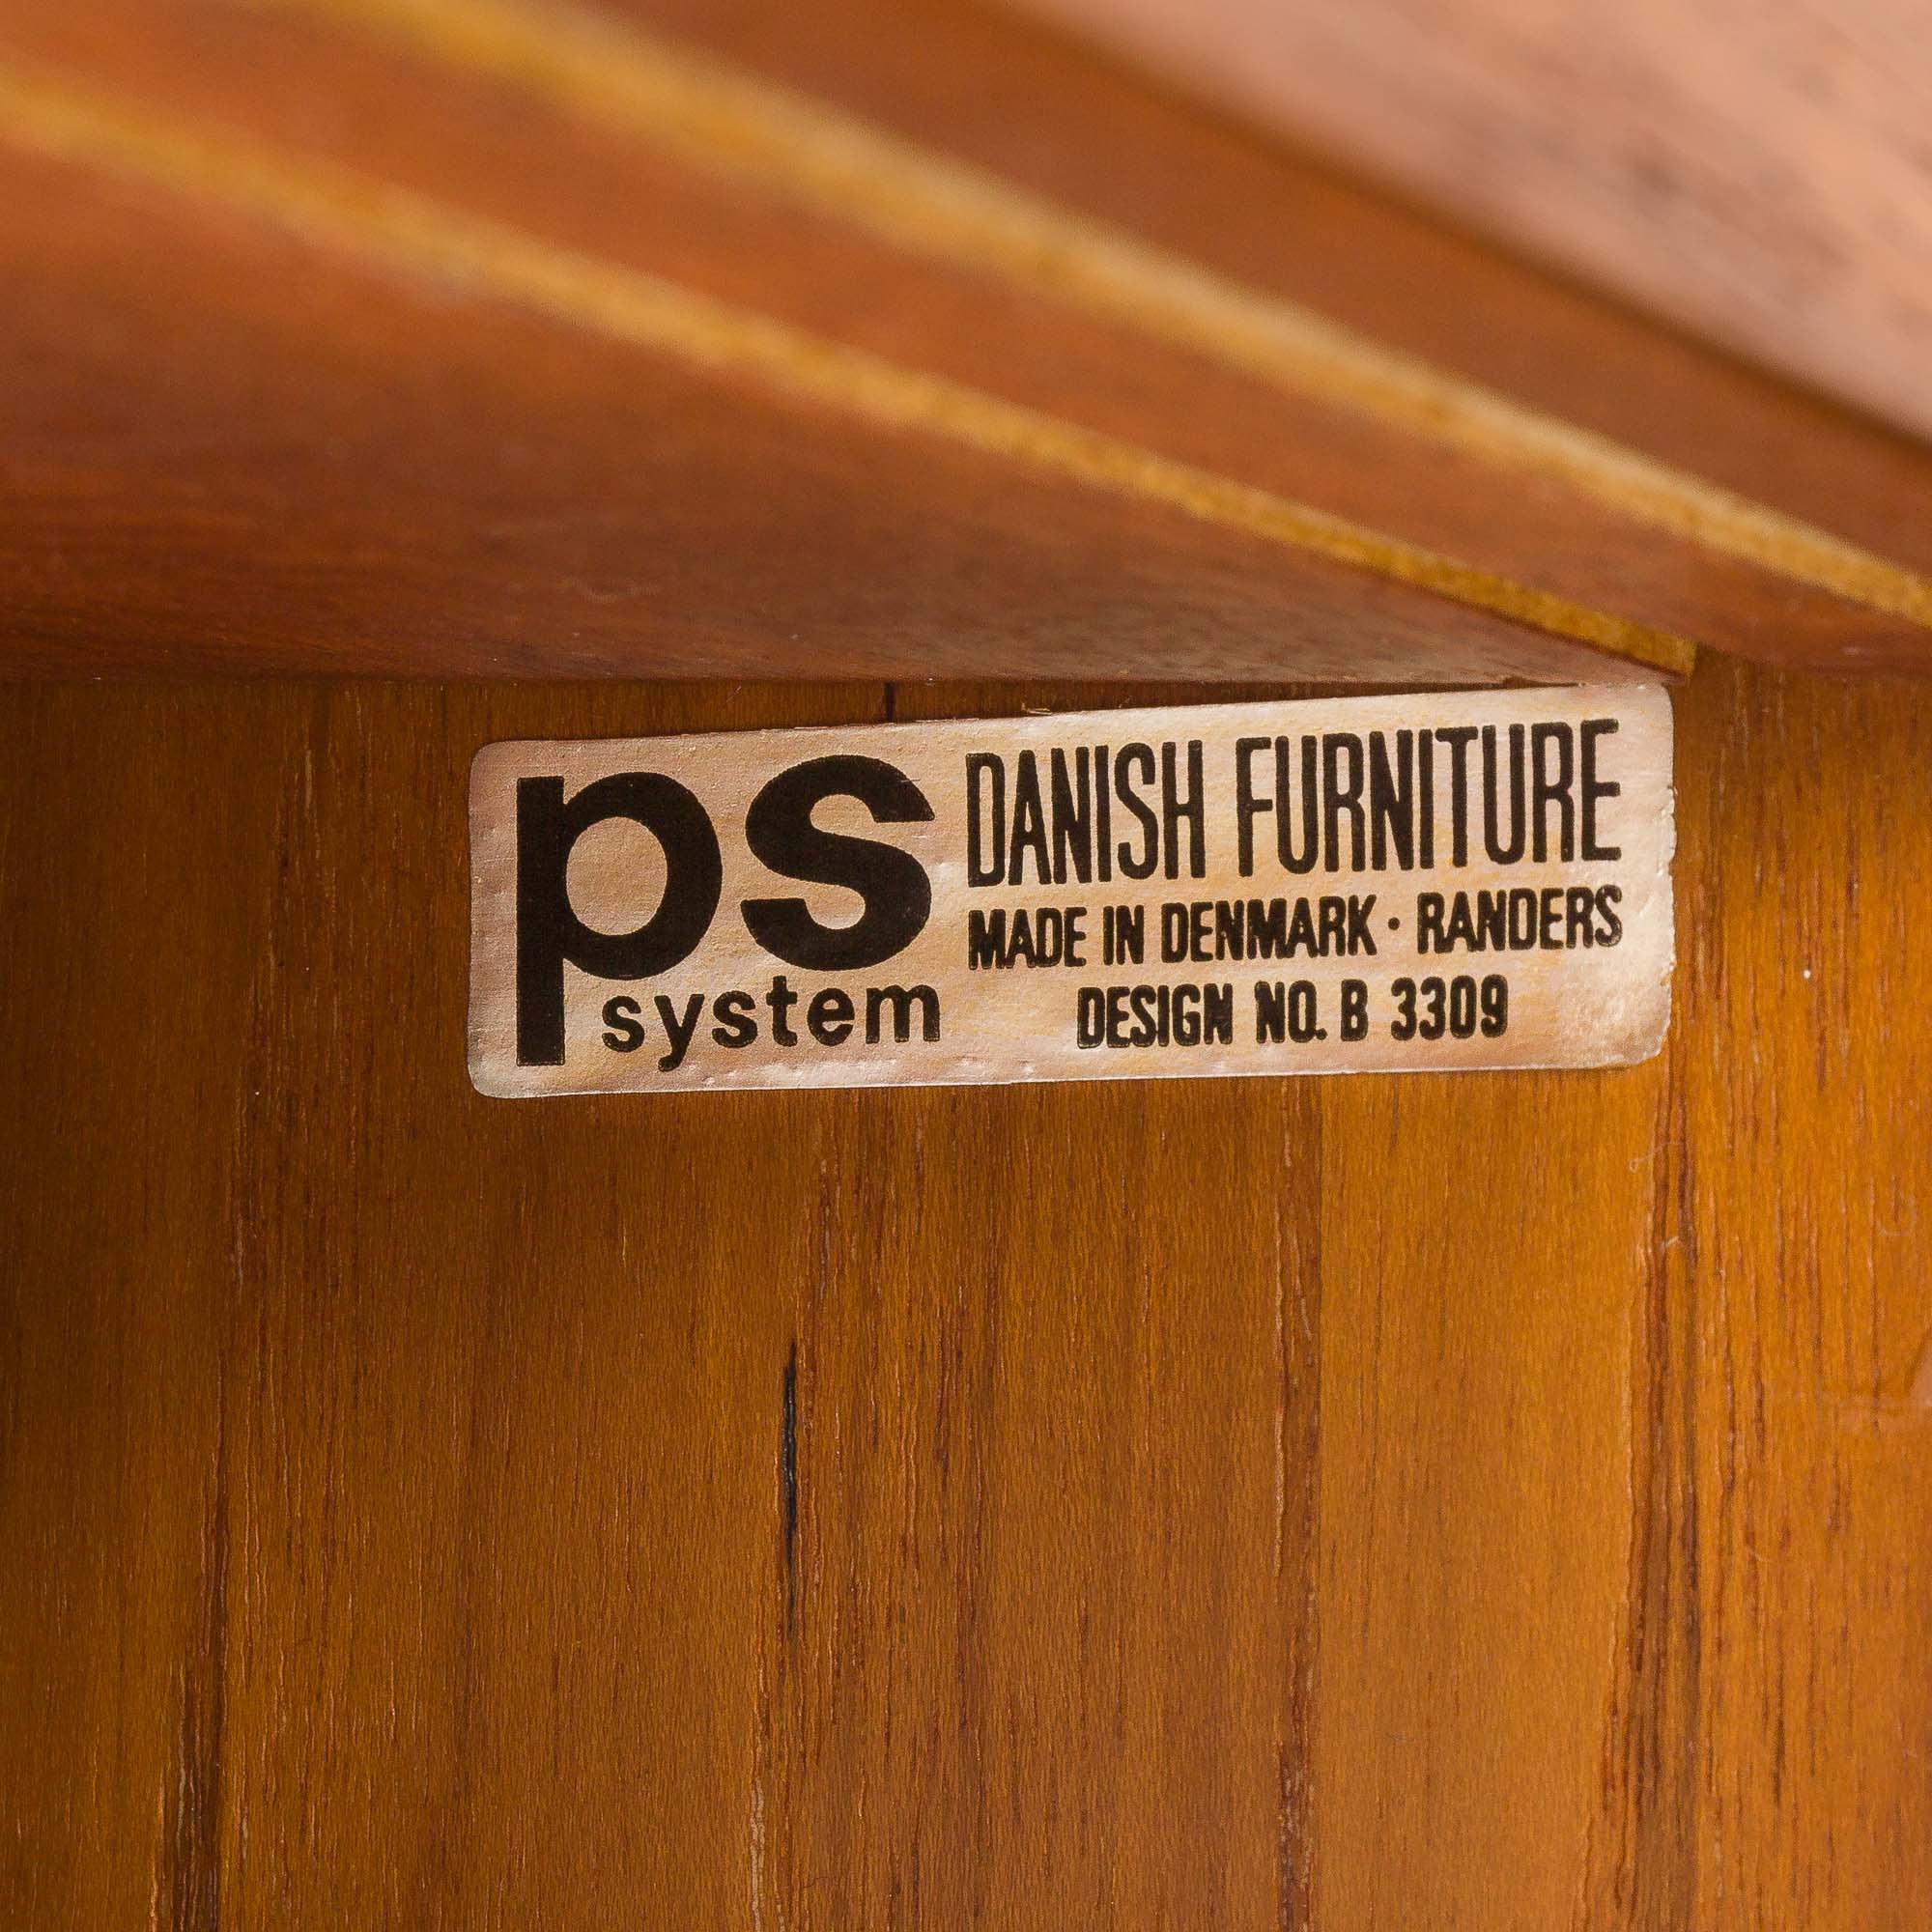 ps
system
DANISH FURNITURE
MADE IN DENMARK · RANDERS
DESIGN NO. B 3309